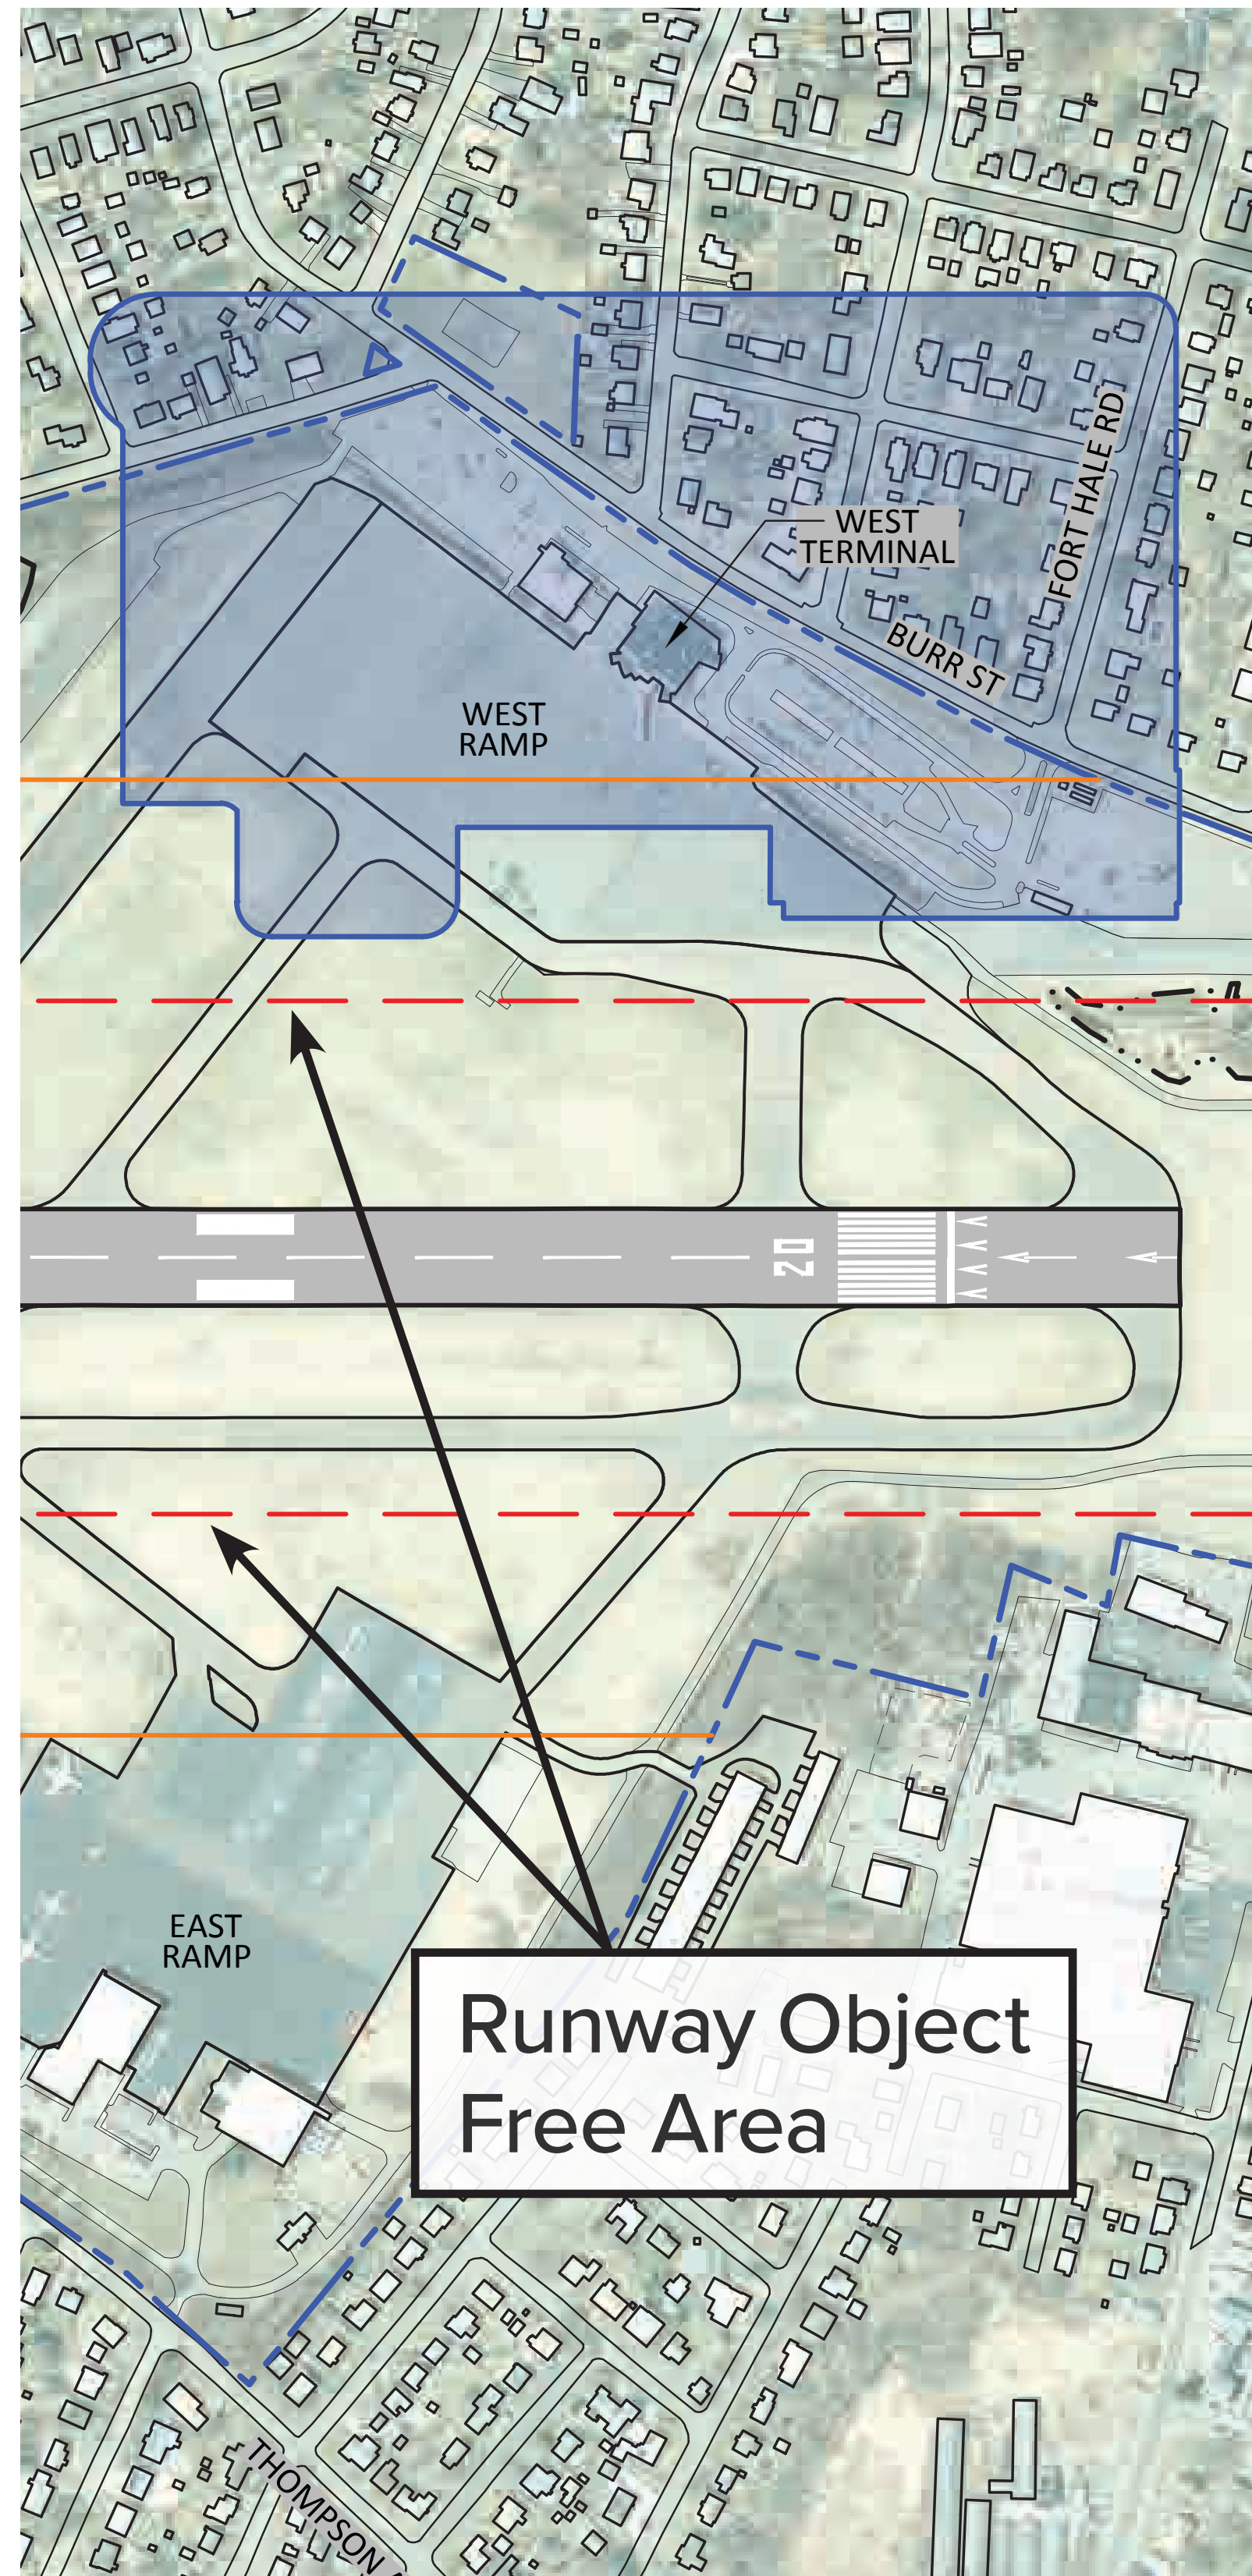 WEST
TERMINAL
FORT HALE RD
BURR ST
WEST
RAMP
20
EAST
RAMP
Runway Object
Free Area
THOMPSON